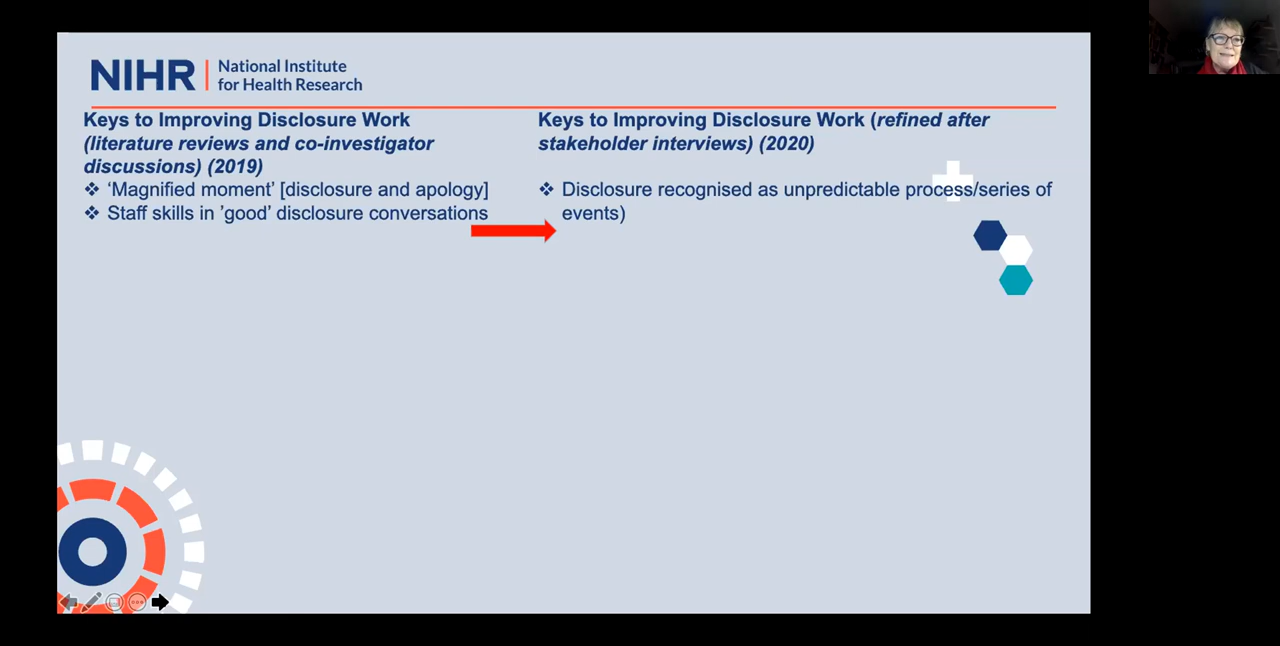 NIHR
National Institute
for Health Research
Keys to Improving Disclosure Work
(literature reviews and co-investigator
discussions) (2019)
❖ ‘Magnified moment’ [disclosure and apology]
❖ Staff skills in ’good’ disclosure conversations
Keys to Improving Disclosure Work (refined after
stakeholder interviews) (2020)
❖ Disclosure recognised as unpredictable process/series of
events)